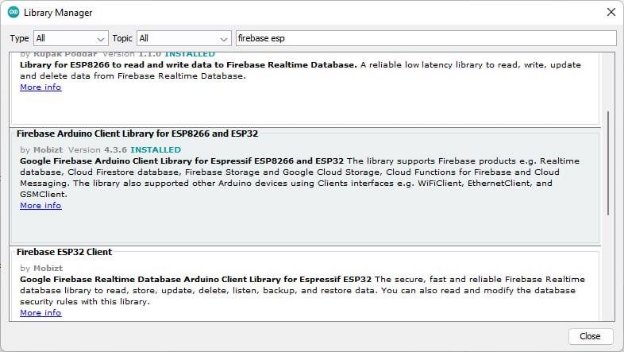 Library Manager
Type All Topic All firebase esp
by Rupak Poddar Version 1.1.0 INSTALLED
Library for ESP8266 to read and write data to Firebase Realtime Database. A reliable low latency library to read, write, update
and delete data from Firebase Realtime Database.
More info
Firebase Arduino Client Library for ESP8266 and ESP32
by Mobizt Version 4.3.6 INSTALLED
Google Firebase Arduino Client Library for Espressif ESP8266 and ESP32 The library supports Firebase products e.g. Realtime
database, Cloud Firestore database, Firebase Storage and Google Cloud Storage, Cloud Functions for Firebase and Cloud
Messaging. The library also supported other Arduino devices using Clients interfaces e.g. WiFiClient, EthernetClient, and
GSMClient.
More info
Firebase ESP32 Client
by Mobizt
Google Firebase Realtime Database Arduino Client Library for Espressif ESP32 The secure, fast and reliable Firebase Realtime
database library to read, store, update, delete, listen, backup, and restore data. You can also read and modify the database
security rules with this library.
More info
Close